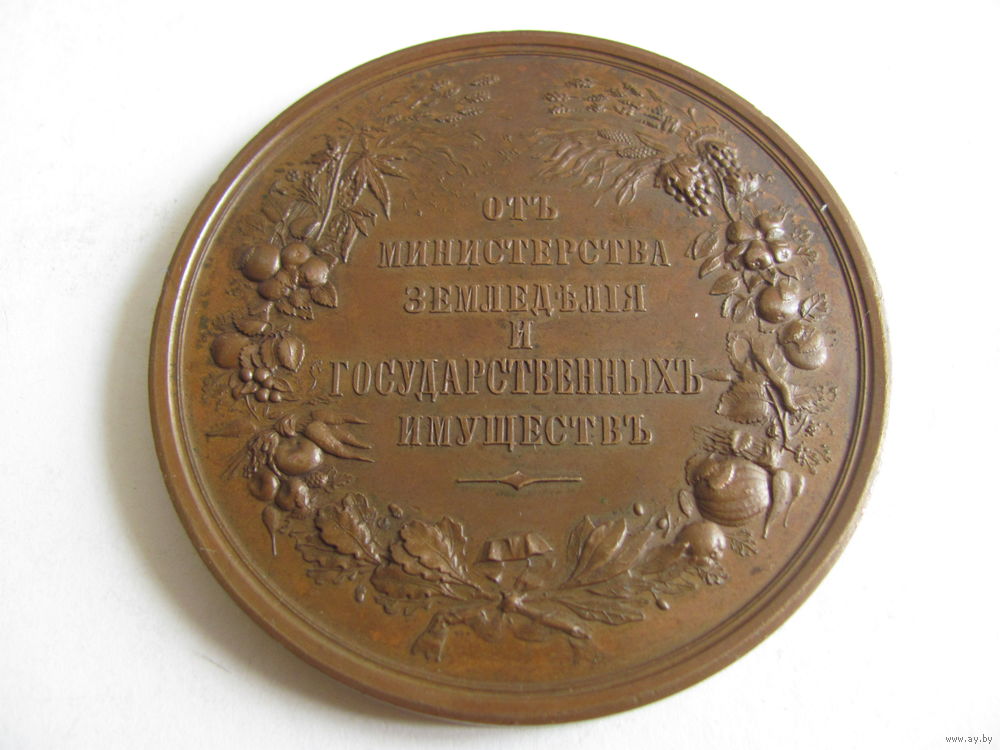 ОТЪ
МИНИСТЕРСТВА
ЗЕМЛЕДѢЛІЯ
И
ГОСУДАРСТВЕННЫХЪ
ИМУЩЕСТВЪ
www.ay.by